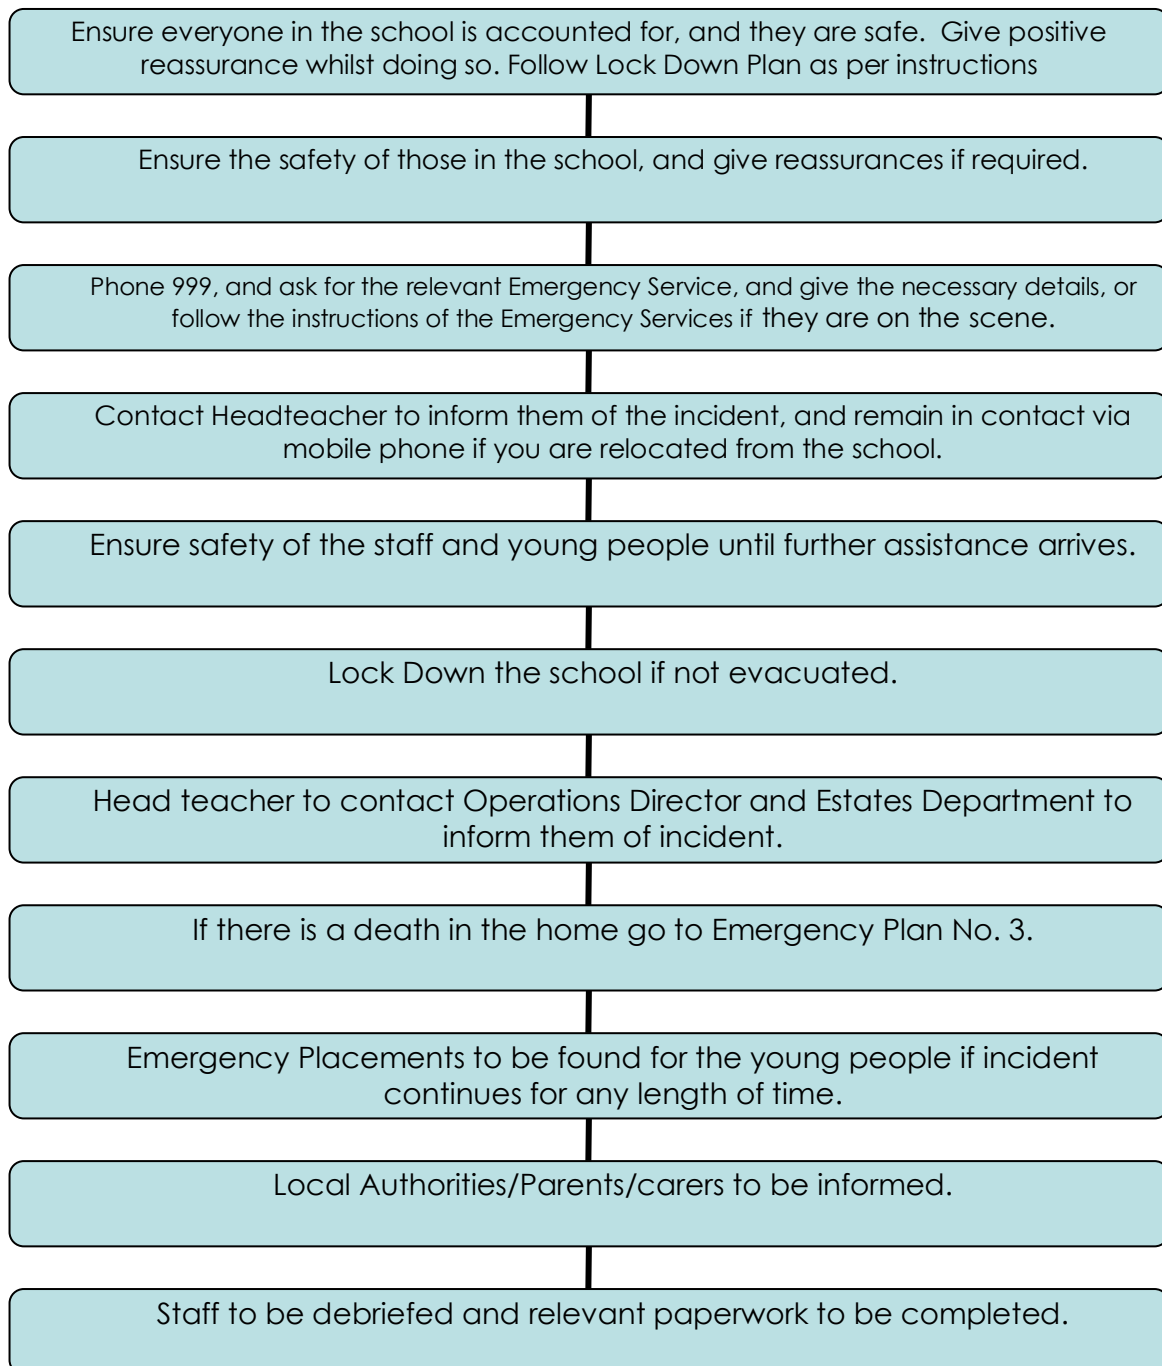 Ensure everyone in the school is accounted for, and they are safe.  Give positive
reassurance whilst doing so. Follow Lock Down Plan as per instructions
Ensure the safety of those in the school, and give reassurances if required.
Phone 999, and ask for the relevant Emergency Service, and give the necessary details, or
follow the instructions of the Emergency Services if they are on the scene.
Contact Headteacher to inform them of the incident, and remain in contact via
mobile phone if you are relocated from the school.
Ensure safety of the staff and young people until further assistance arrives.
Lock Down the school if not evacuated.
Head teacher to contact Operations Director and Estates Department to
inform them of incident.
If there is a death in the home go to Emergency Plan No. 3.
Emergency Placements to be found for the young people if incident
continues for any length of time.
Local Authorities/Parents/carers to be informed.
Staff to be debriefed and relevant paperwork to be completed.